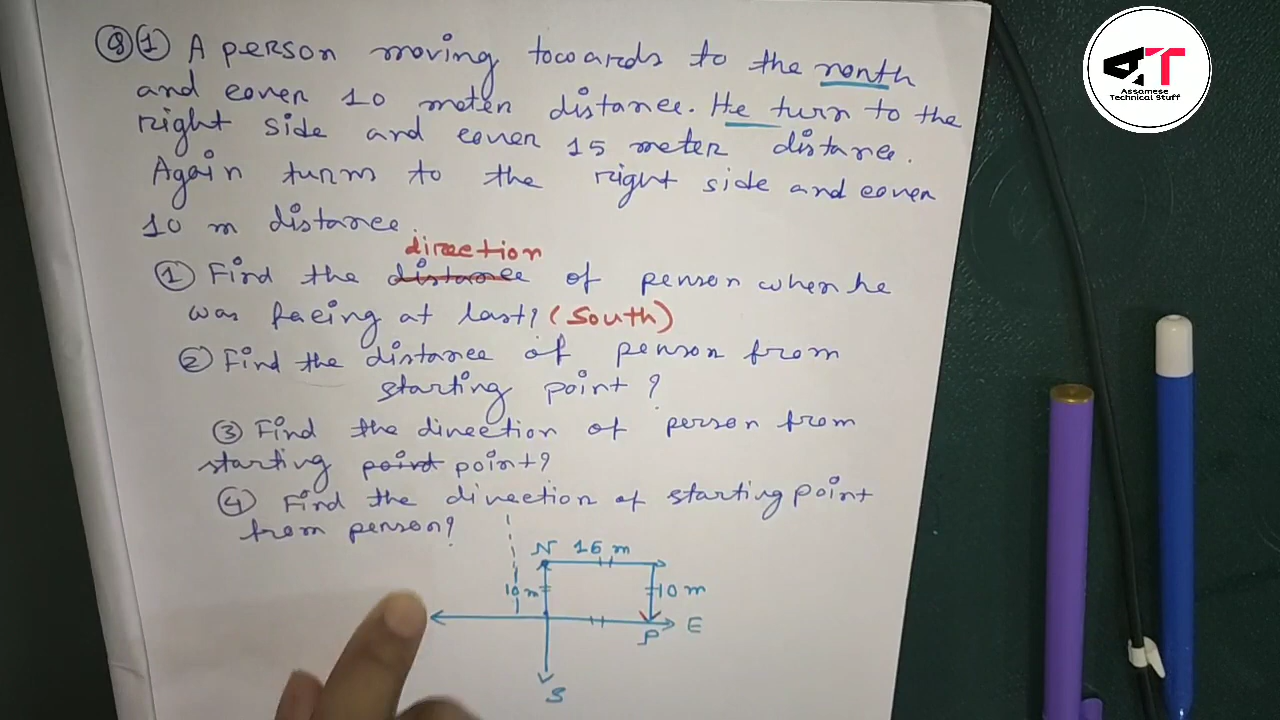 Q 1 A person moving towards to the north
and cover 10 meter distance. He turn to the
right side and cover 15 meter distance.
Again turns to the right side and cover
10 m distance.
direction
1 Find the distance of person when he
was facing at last? (South)
2 Find the distance of person from
starting point ?
3 Find the direction of person from
starting point point?
4 Find the direction of starting point
from person?
N 15 m
10 m 10 m
P E
S
AT
Assamese
Technical Stuff